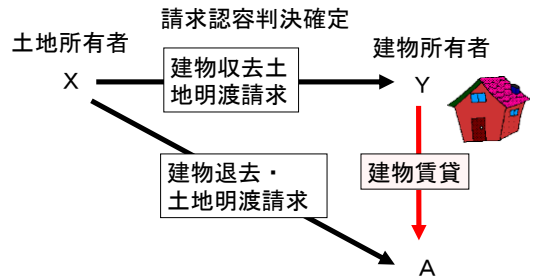 請求認容判決確定
土地所有者
建物所有者
X
建物収去土
地明渡請求
Y
建物退去・
土地明渡請求
建物賃貸
A